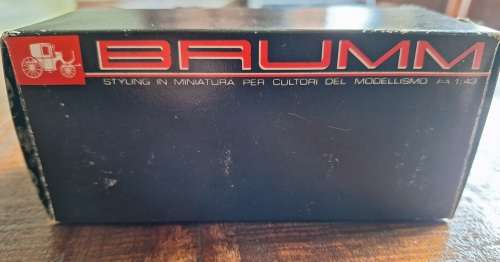 BRUMM
STYLING IN MINIATURA PER CULTORI DEL MODELLISMO 1:43